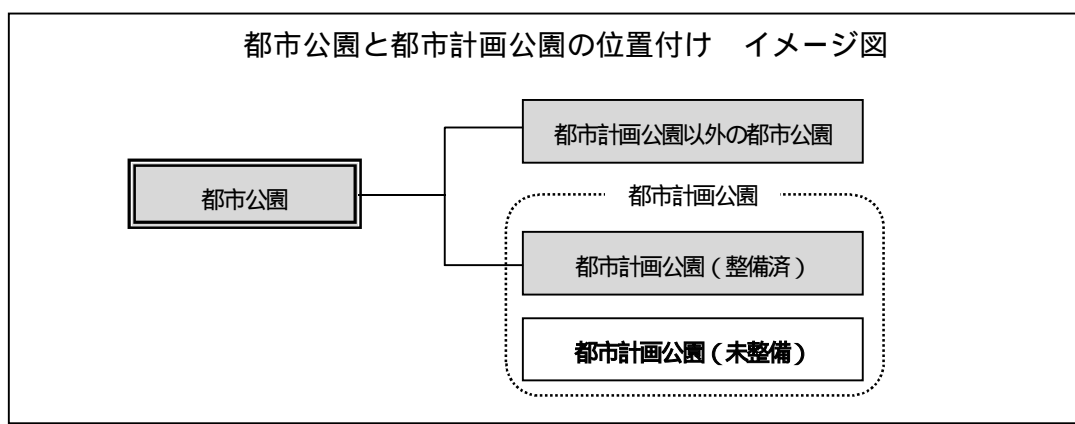 都市公園と都市計画公園の位置付け　イメージ図
都市計画公園以外の都市公園
都市公園
都市計画公園
都市計画公園（整備済）
都市計画公園（未整備）